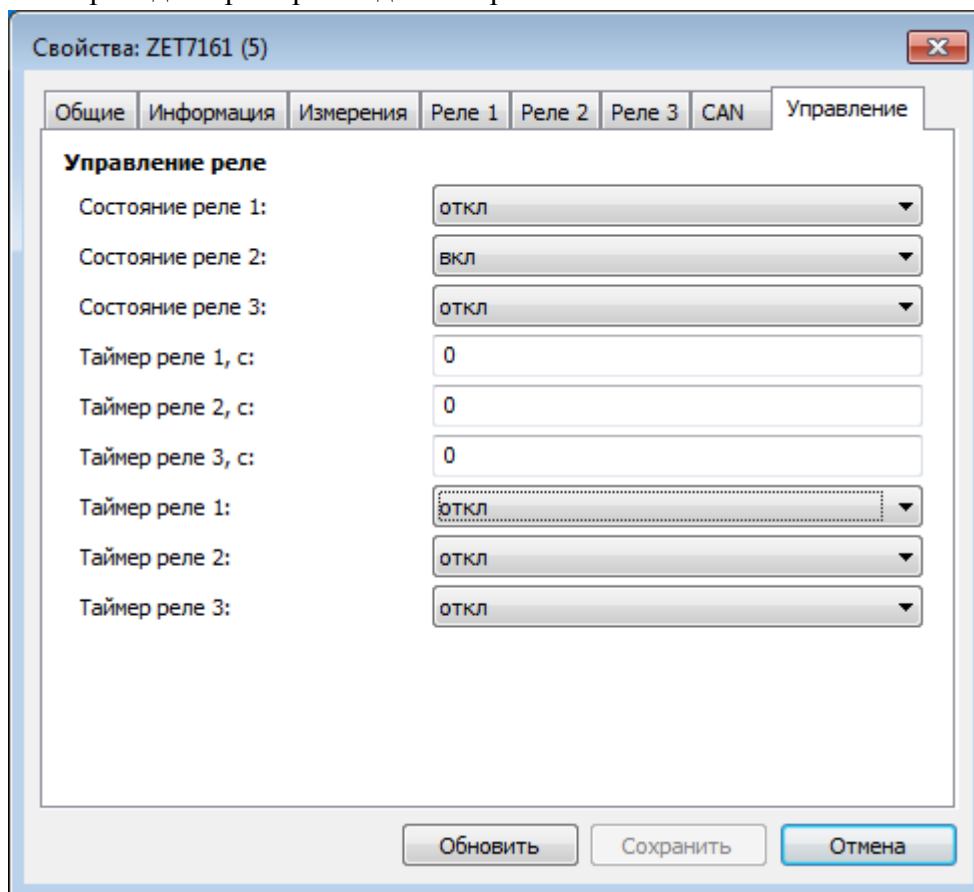 Свойства: ZET7161 (5)
Общие Информация Измерения Реле 1 Реле 2 Реле 3 CAN Управление
Управление реле
Состояние реле 1: откл
Состояние реле 2: вкл
Состояние реле 3: откл
Таймер реле 1, с: 0
Таймер реле 2, с: 0
Таймер реле 3, с: 0
Таймер реле 1: откл
Таймер реле 2: откл
Таймер реле 3: откл
Обновить Сохранить Отмена